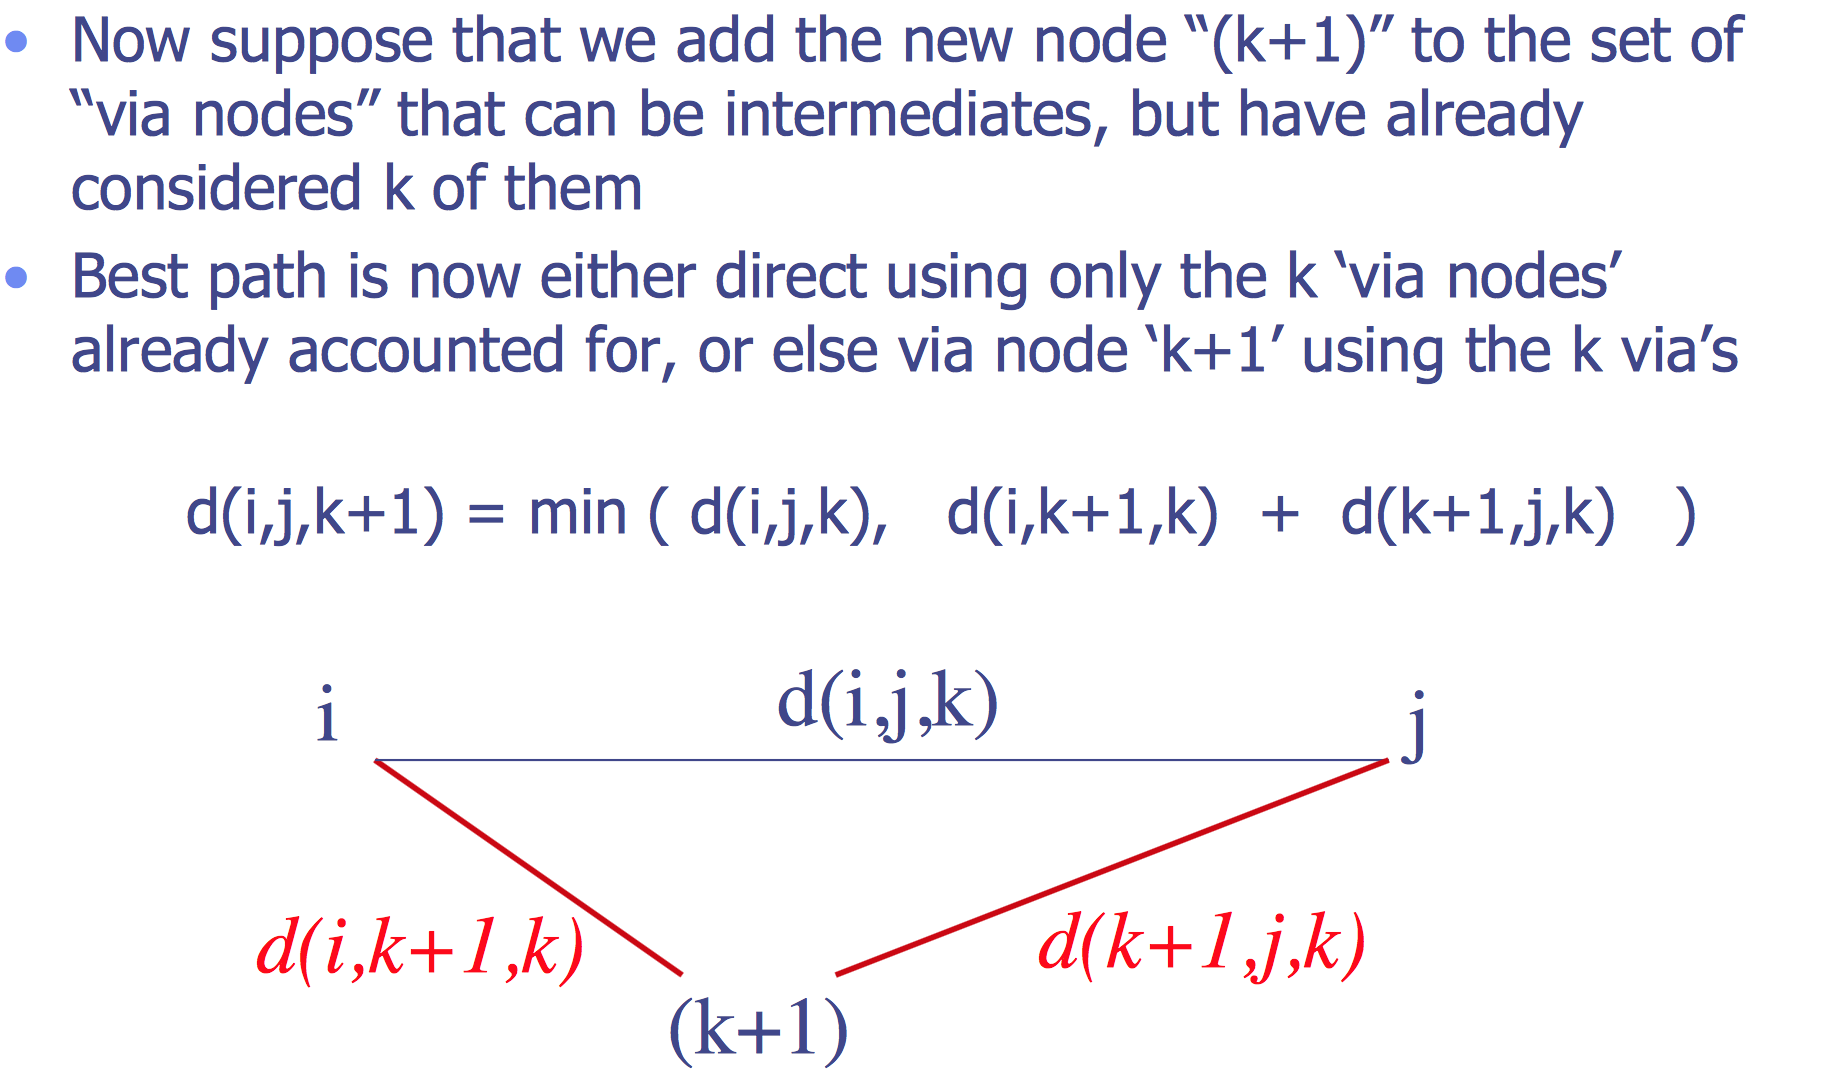 • Now suppose that we add the new node “(k+1)” to the set of
“via nodes” that can be intermediates, but have already
considered k of them
• Best path is now either direct using only the k ‘via nodes’
already accounted for, or else via node ‘k+1’ using the k via’s
d(i,j,k+1) = min ( d(i,j,k), d(i,k+1,k) + d(k+1,j,k) )
i
d(i,j,k)
j
d(i,k+1,k)
d(k+1,j,k)
(k+1)